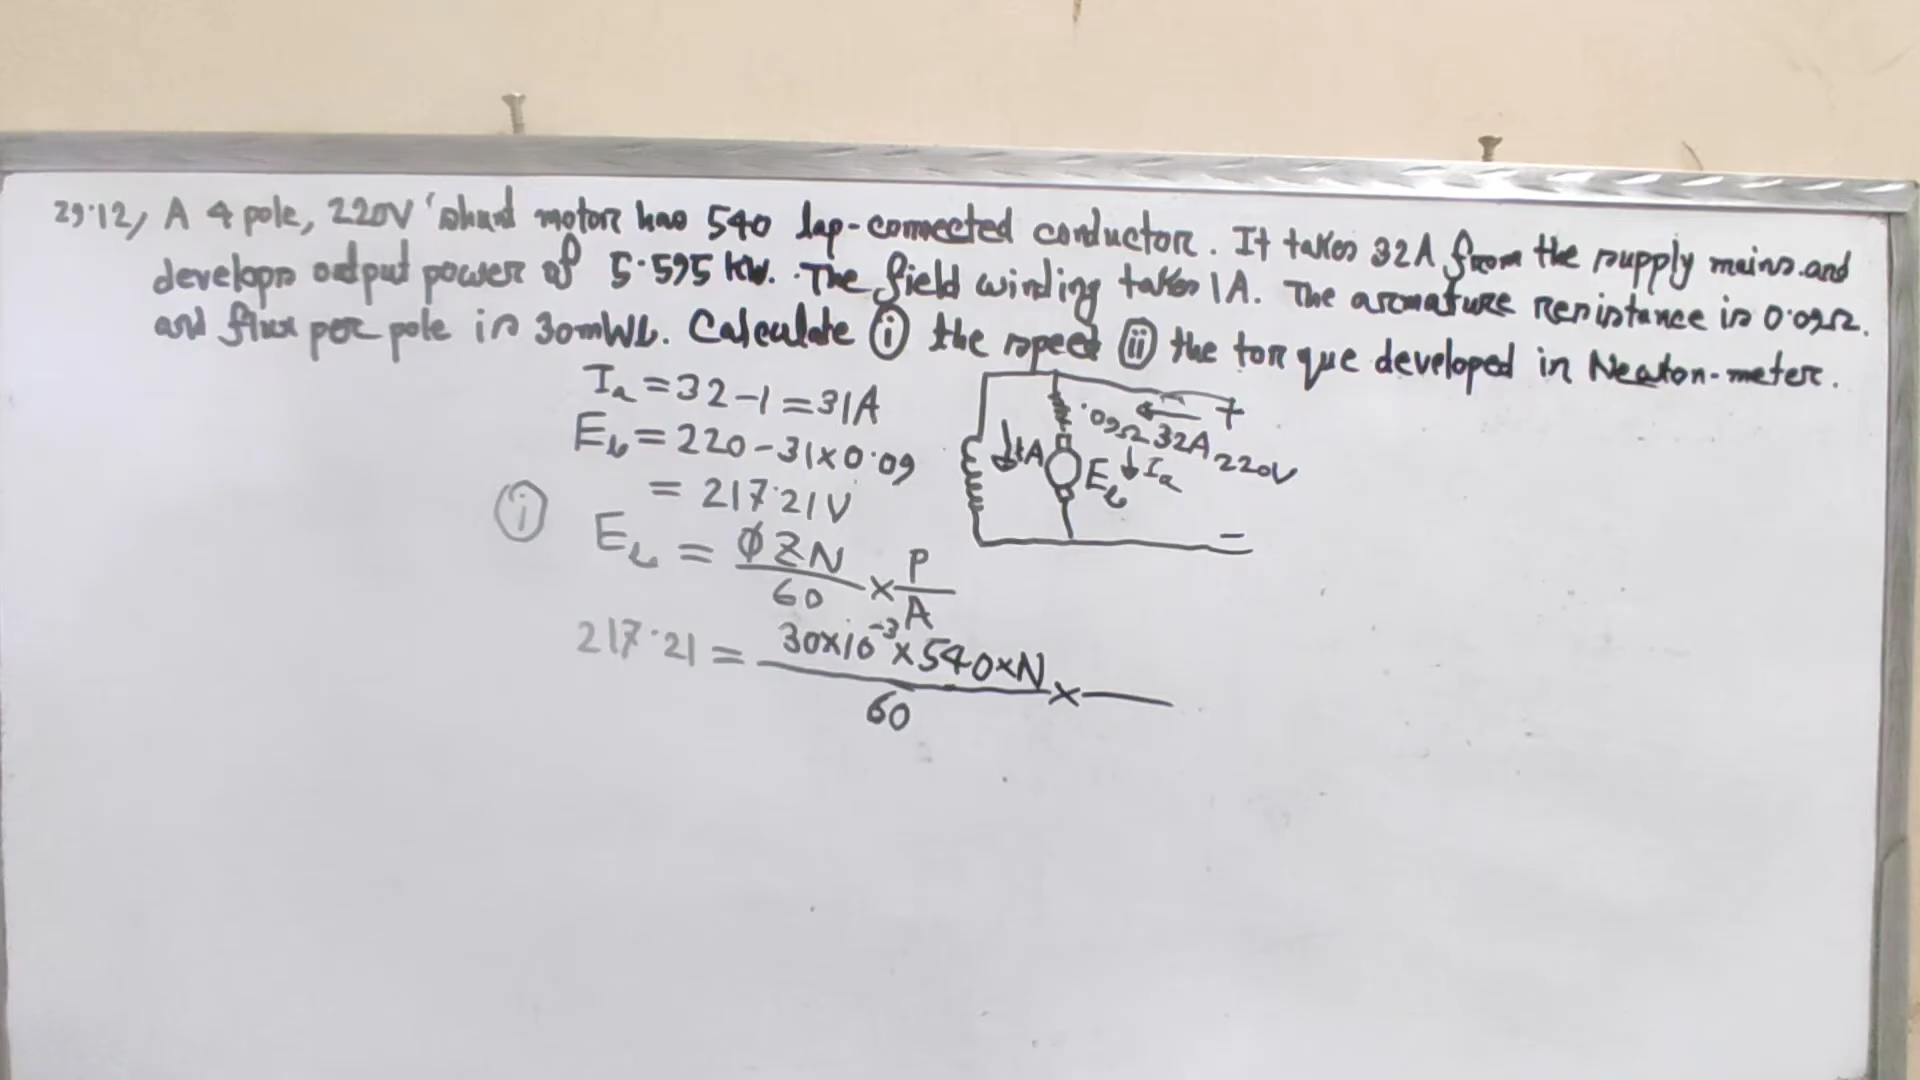 29.12, A 4 pole, 220V shunt motor has 540 lap-connected conductor. It takes 32A from the supply mains and
develops output power of 5.595 kW. The field winding takes 1A. The armature resistance is 0.09Ω.
and flux per pole is 30mWb. Calculate (i) the speed (ii) the torque developed in Newton-meter.
Ia = 32-1 = 31A
Eb = 220 - 31×0.09
= 217.21V
(i) Eb = ØZN/60 × P/A
217.21 = 30×10⁻³×540×N/60 ×
+
.09Ω 32A
1A Eb Ia 220V
-